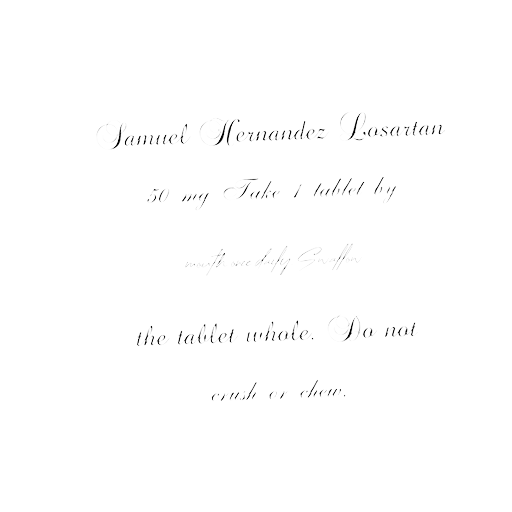 Samuel Hernandez Losartan
50 mg Take 1 tablet by
mouth daily Swallow
the tablet whole. Do not
crush or chew.